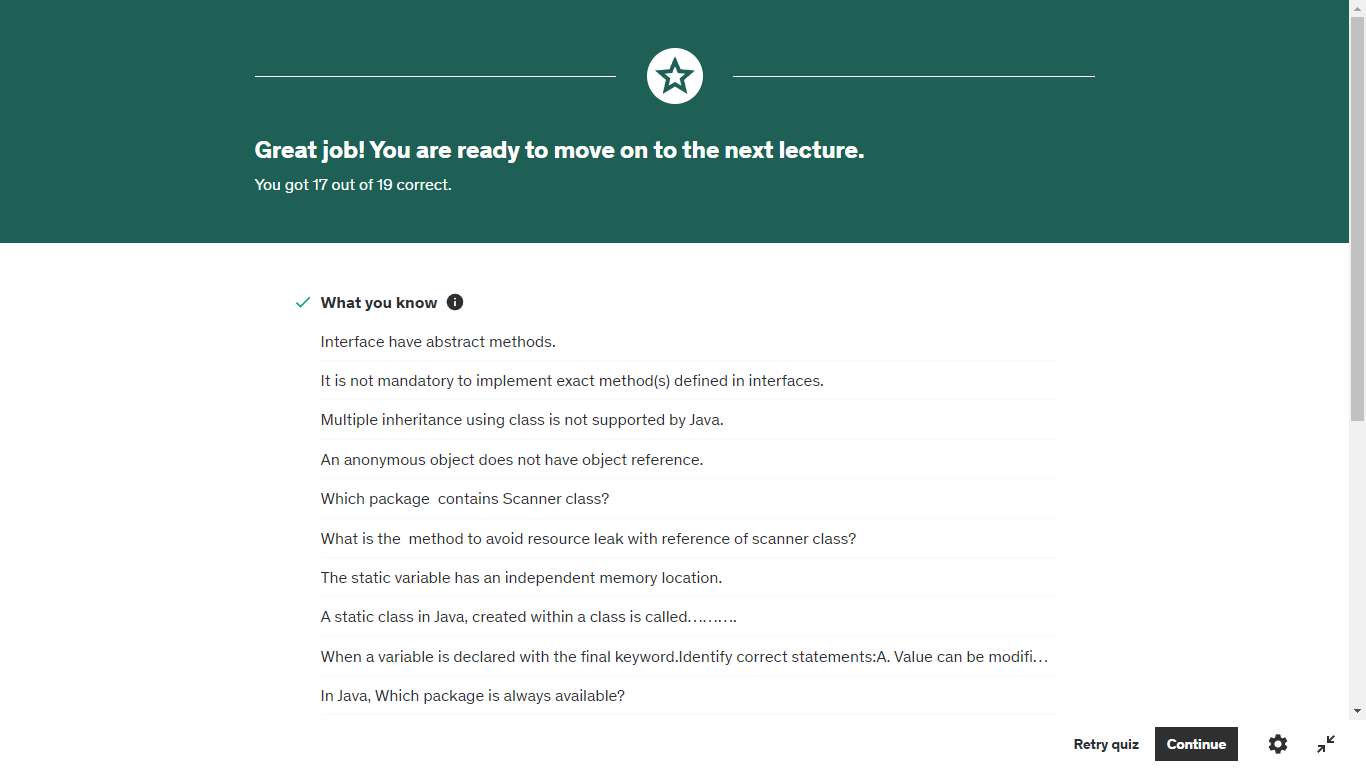 Great job! You are ready to move on to the next lecture.
You got 17 out of 19 correct.
What you know
Interface have abstract methods.
It is not mandatory to implement exact method(s) defined in interfaces.
Multiple inheritance using class is not supported by Java.
An anonymous object does not have object reference.
Which package  contains Scanner class?
What is the  method to avoid resource leak with reference of scanner class?
The static variable has an independent memory location.
A static class in Java, created within a class is called……….
When a variable is declared with the final keyword.Identify correct statements:A. Value can be modifi…
In Java, Which package is always available?
Retry quiz Continue